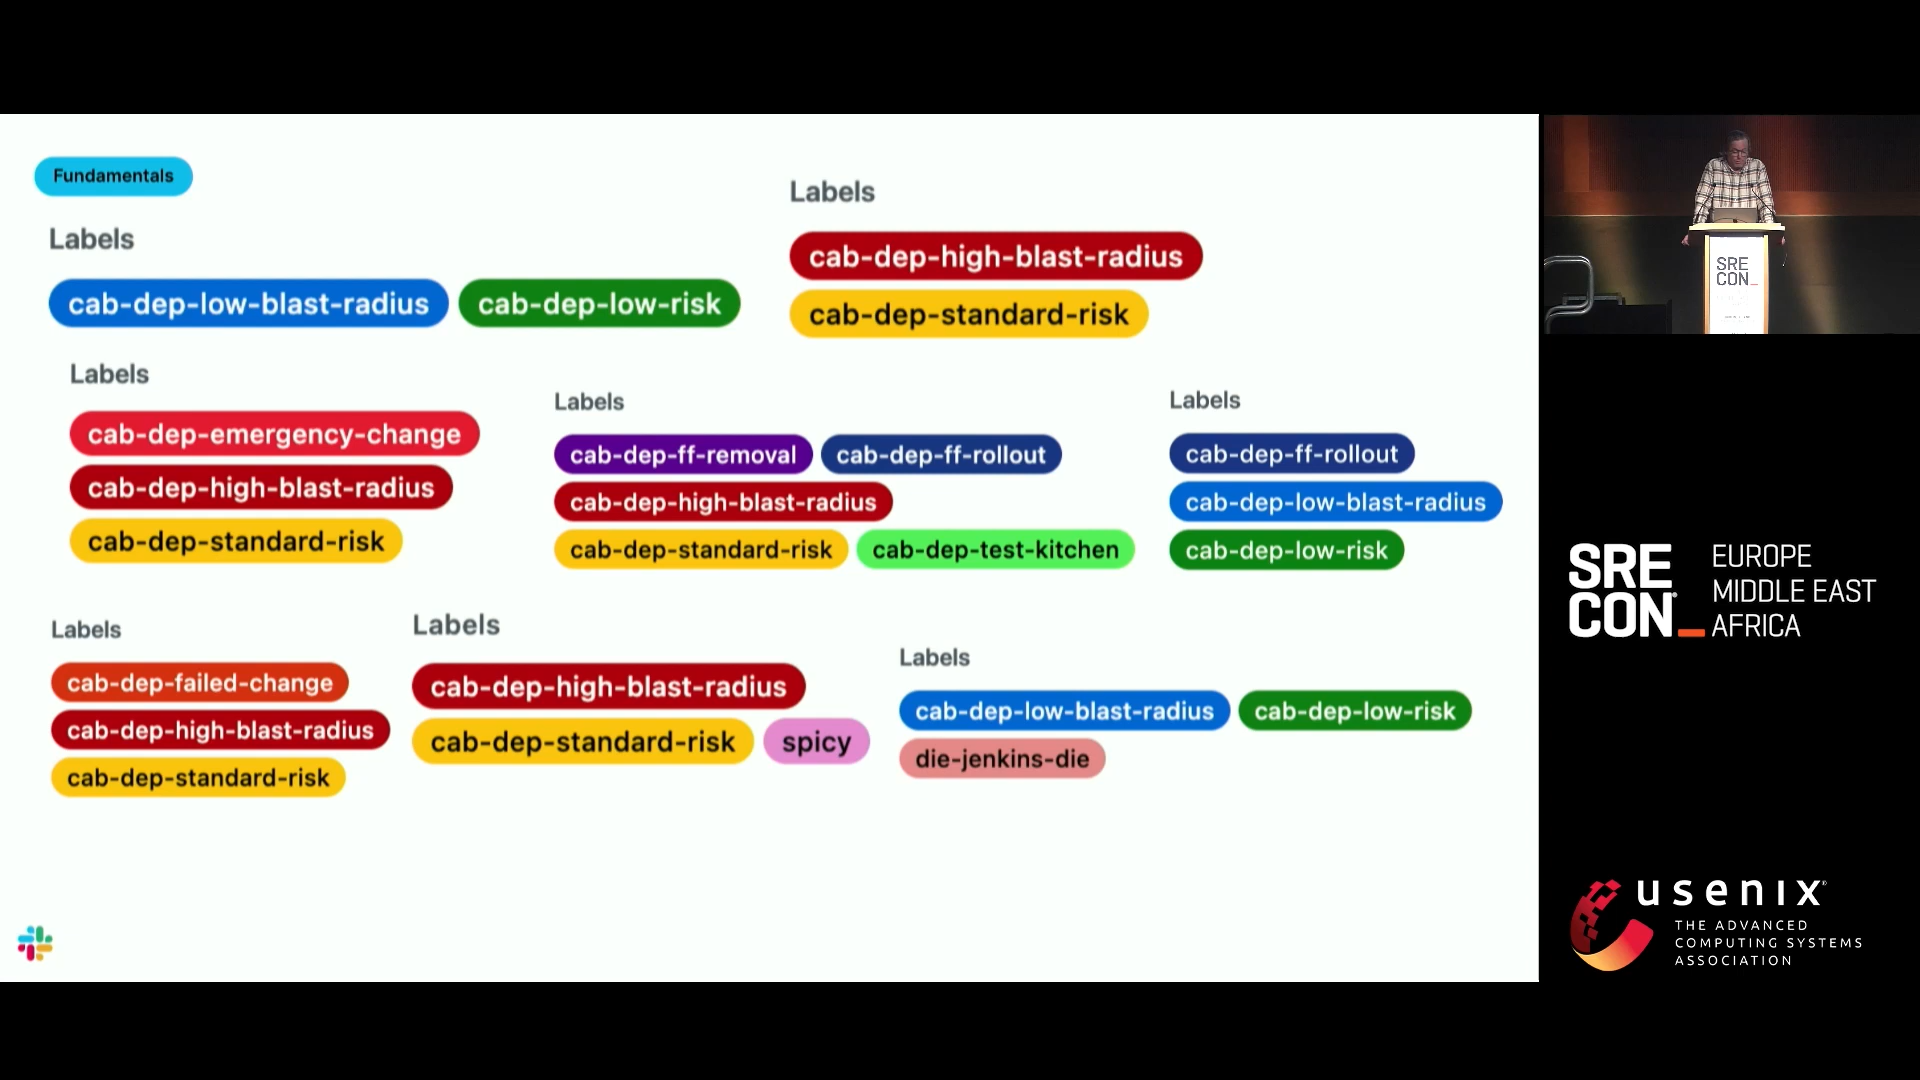 Fundamentals
Labels
cab-dep-low-blast-radius cab-dep-low-risk
Labels
cab-dep-high-blast-radius
cab-dep-standard-risk
Labels
cab-dep-emergency-change
cab-dep-high-blast-radius
cab-dep-standard-risk
Labels
cab-dep-ff-removal cab-dep-ff-rollout
cab-dep-high-blast-radius
cab-dep-standard-risk cab-dep-test-kitchen
Labels
cab-dep-ff-rollout
cab-dep-low-blast-radius
cab-dep-low-risk
Labels
cab-dep-failed-change
cab-dep-high-blast-radius
cab-dep-standard-risk
Labels
cab-dep-high-blast-radius
cab-dep-standard-risk spicy
Labels
cab-dep-low-blast-radius cab-dep-low-risk
die-jenkins-die
SRE
CON_
SRE
CON_
EUROPE
MIDDLE EAST
AFRICA
usenix
THE ADVANCED
COMPUTING SYSTEMS
ASSOCIATION